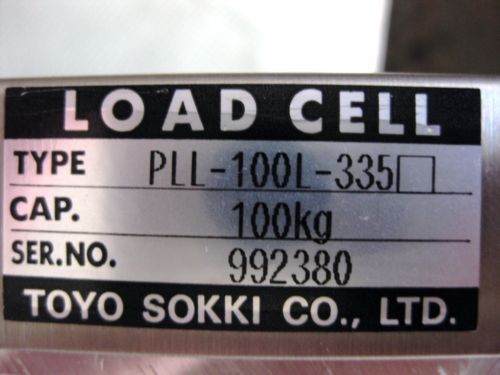 LOAD CELL
TYPE PLL-100L-335□
CAP. 100kg
SER.NO. 992380
TOYO SOKKI CO., LTD.